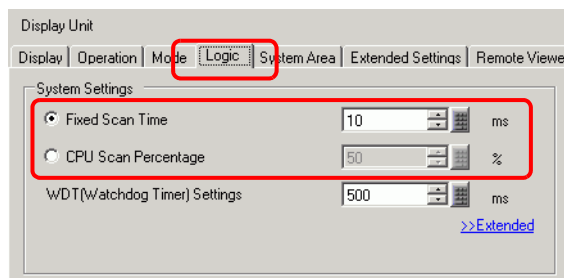 Display Unit
Display Operation Mode Logic System Area Extended Settings Remote Viewe
System Settings
Fixed Scan Time 10 ms
CPU Scan Percentage 50 %
WDT(Watchdog Timer) Settings 500 ms
>>Extended